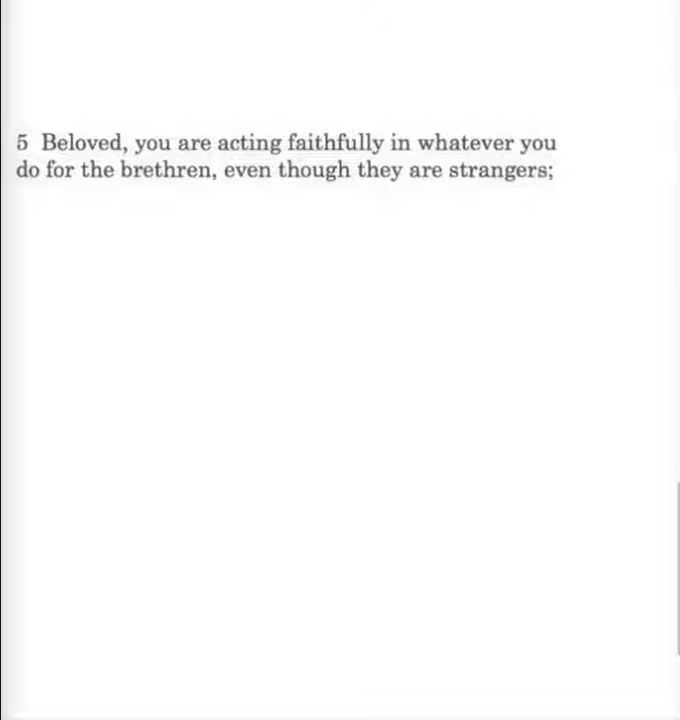 5 Beloved, you are acting faithfully in whatever you
do for the brethren, even though they are strangers;